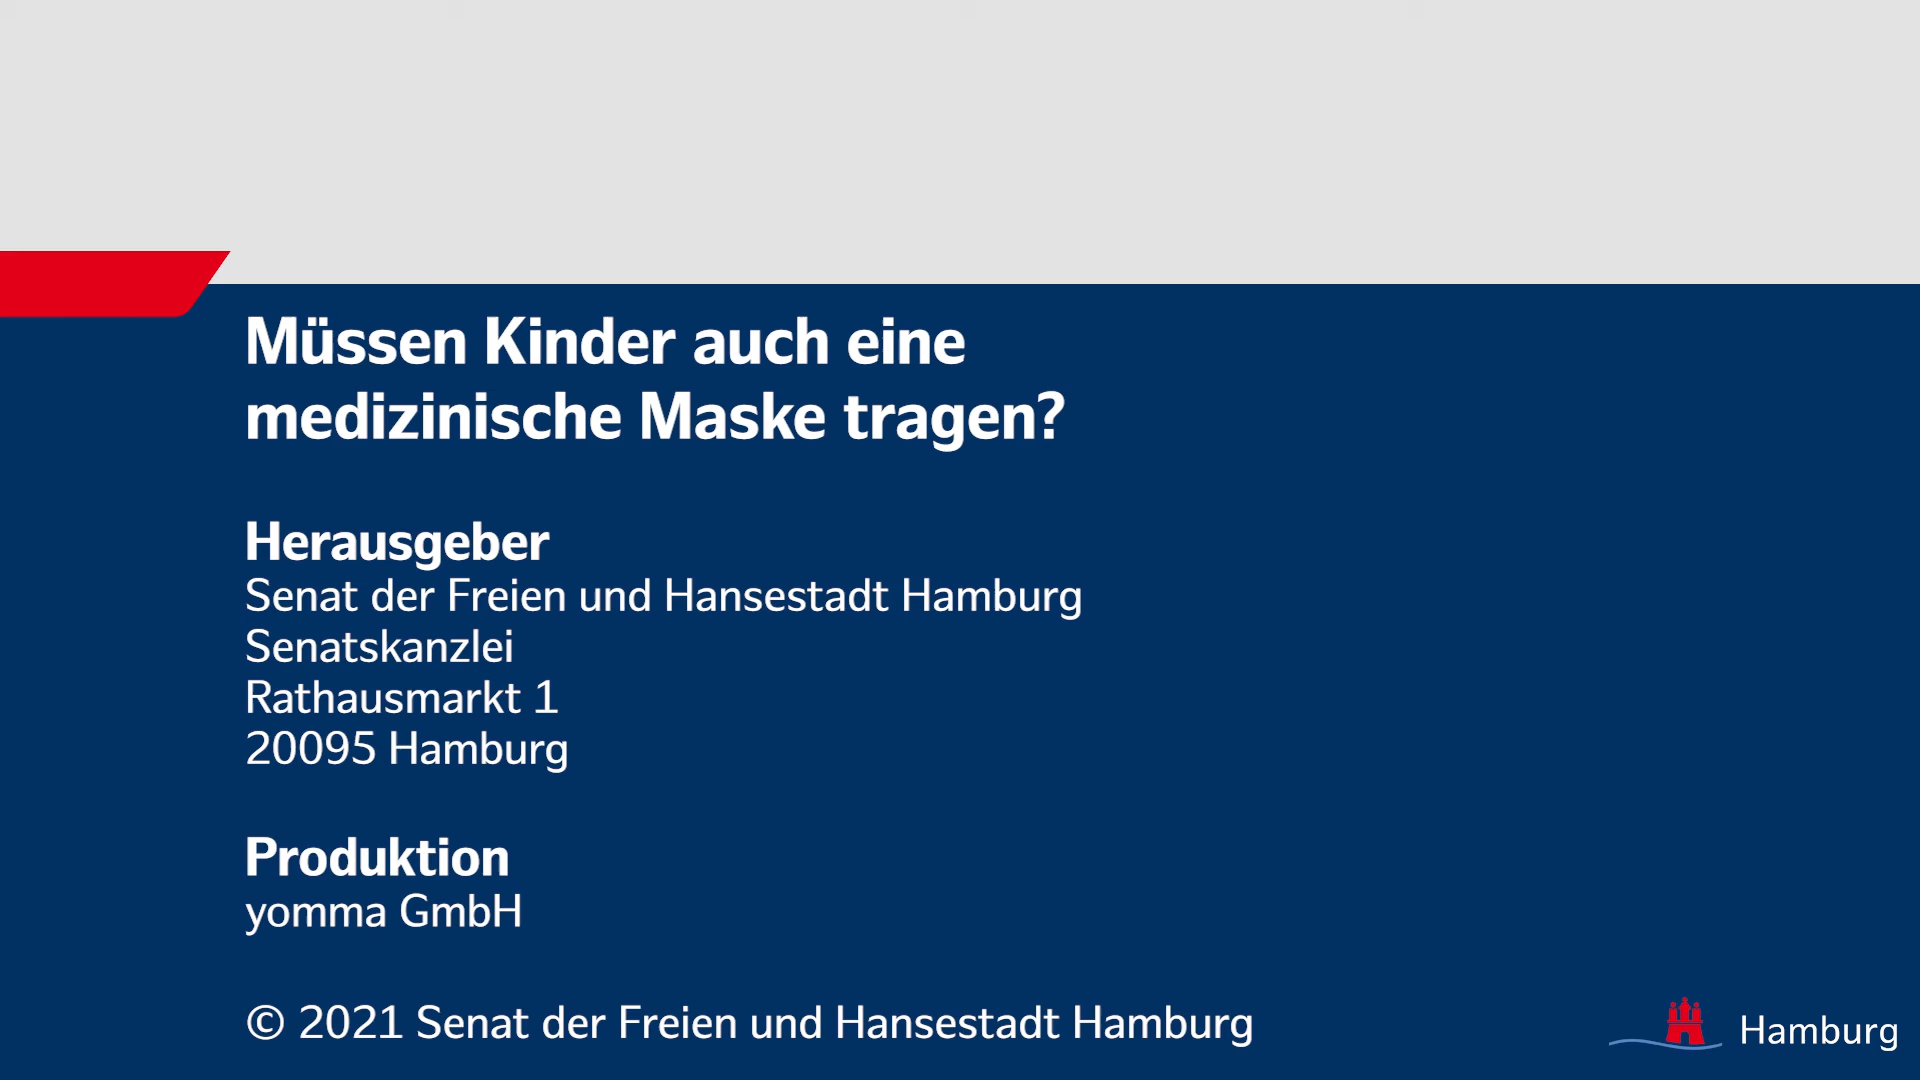 Müssen Kinder auch eine
medizinische Maske tragen?
Herausgeber
Senat der Freien und Hansestadt Hamburg
Senatskanzlei
Rathausmarkt 1
20095 Hamburg
Produktion
yomma GmbH
© 2021 Senat der Freien und Hansestadt Hamburg
Hamburg